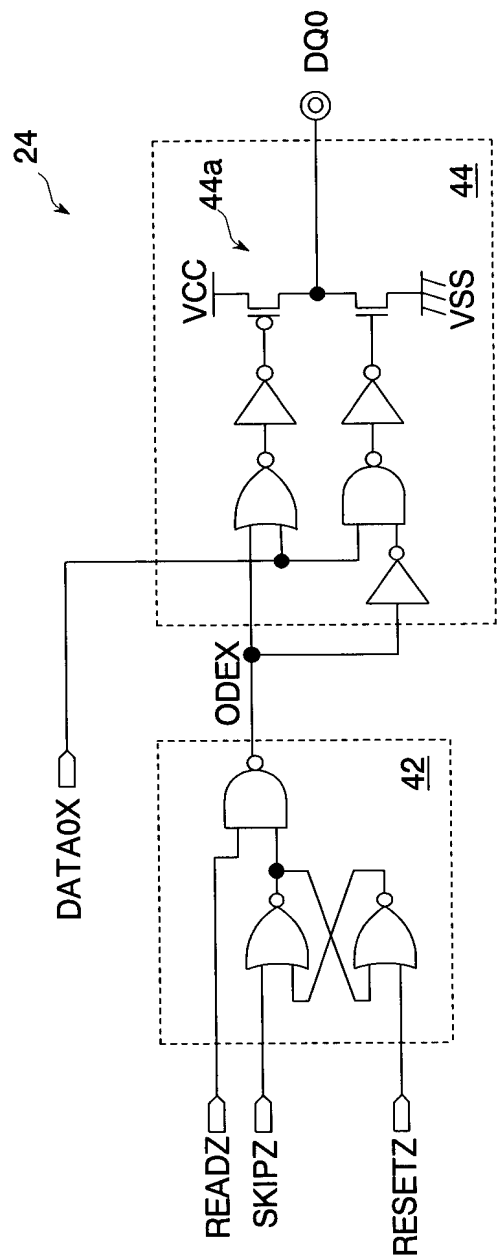 24
DATA0X
READZ
SKIPZ
RESETZ
42
ODEX
VCC
44a
VSS
44
DQ0